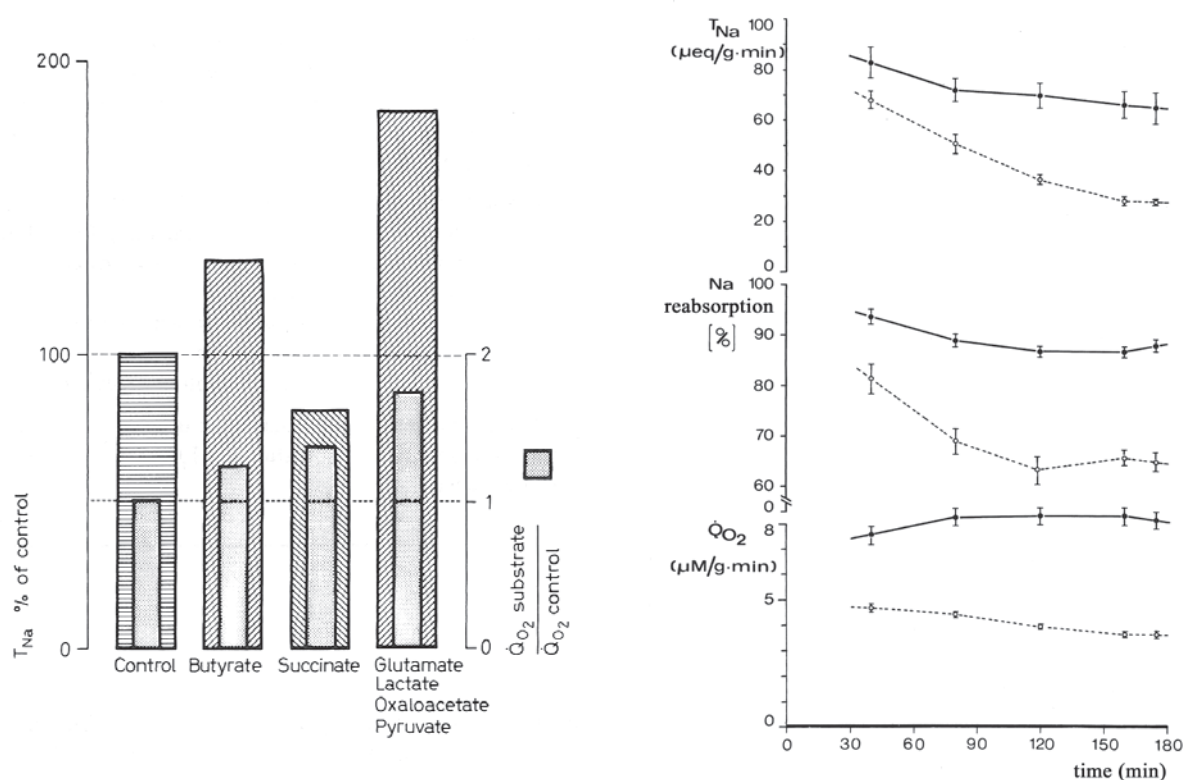 200
100
0
T_Na % of control
2
1
0
Q̇O₂ substrate
Q̇O₂ control
Control
Butyrate
Succinate
Glutamate
Lactate
Oxaloacetate
Pyruvate
T_Na
(μeq/g·min)
100
80
60
40
20
0
Na
reabsorption
[%]
100
90
80
70
60
0
Q̇O₂
(μM/g·min)
8
5
0
0 30 60 90 120 150 180
time (min)